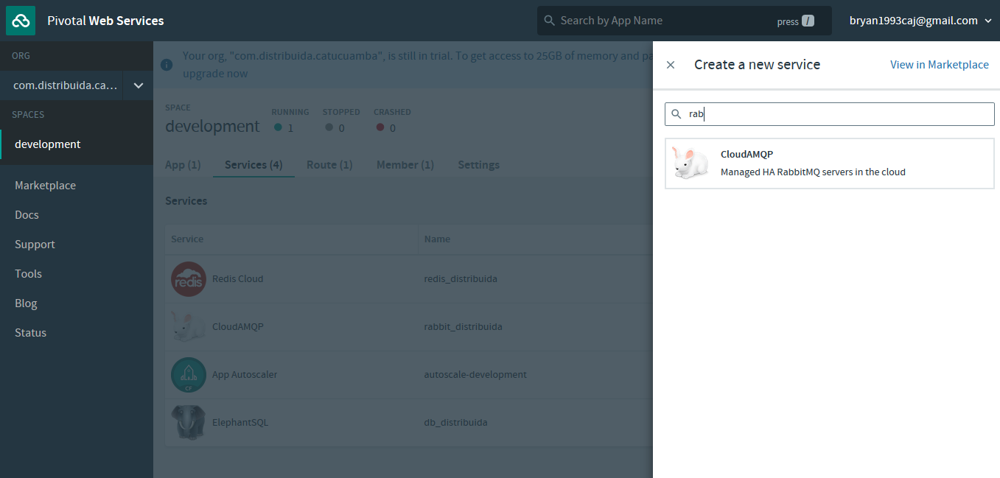 Pivotal Web Services
Search by App Name
press /
bryan1993caj@gmail.com
ORG
com.distribuida.ca...
SPACES
development
Marketplace
Docs
Support
Tools
Blog
Status
Your org, "com.distribuida.catucuamba", is still in trial. To get access to 25GB of memory and pa
upgrade now
SPACE
development
RUNNING
1
STOPPED
0
CRASHED
0
App (1)
Services (4)
Route (1)
Member (1)
Settings
Services
Service
Name
redis
Redis Cloud
redis_distribuida
CloudAMQP
rabbit_distribuida
CF
App Autoscaler
autoscale-development
ElephantSQL
db_distribuida
Create a new service
View in Marketplace
rab
CloudAMQP
Managed HA RabbitMQ servers in the cloud